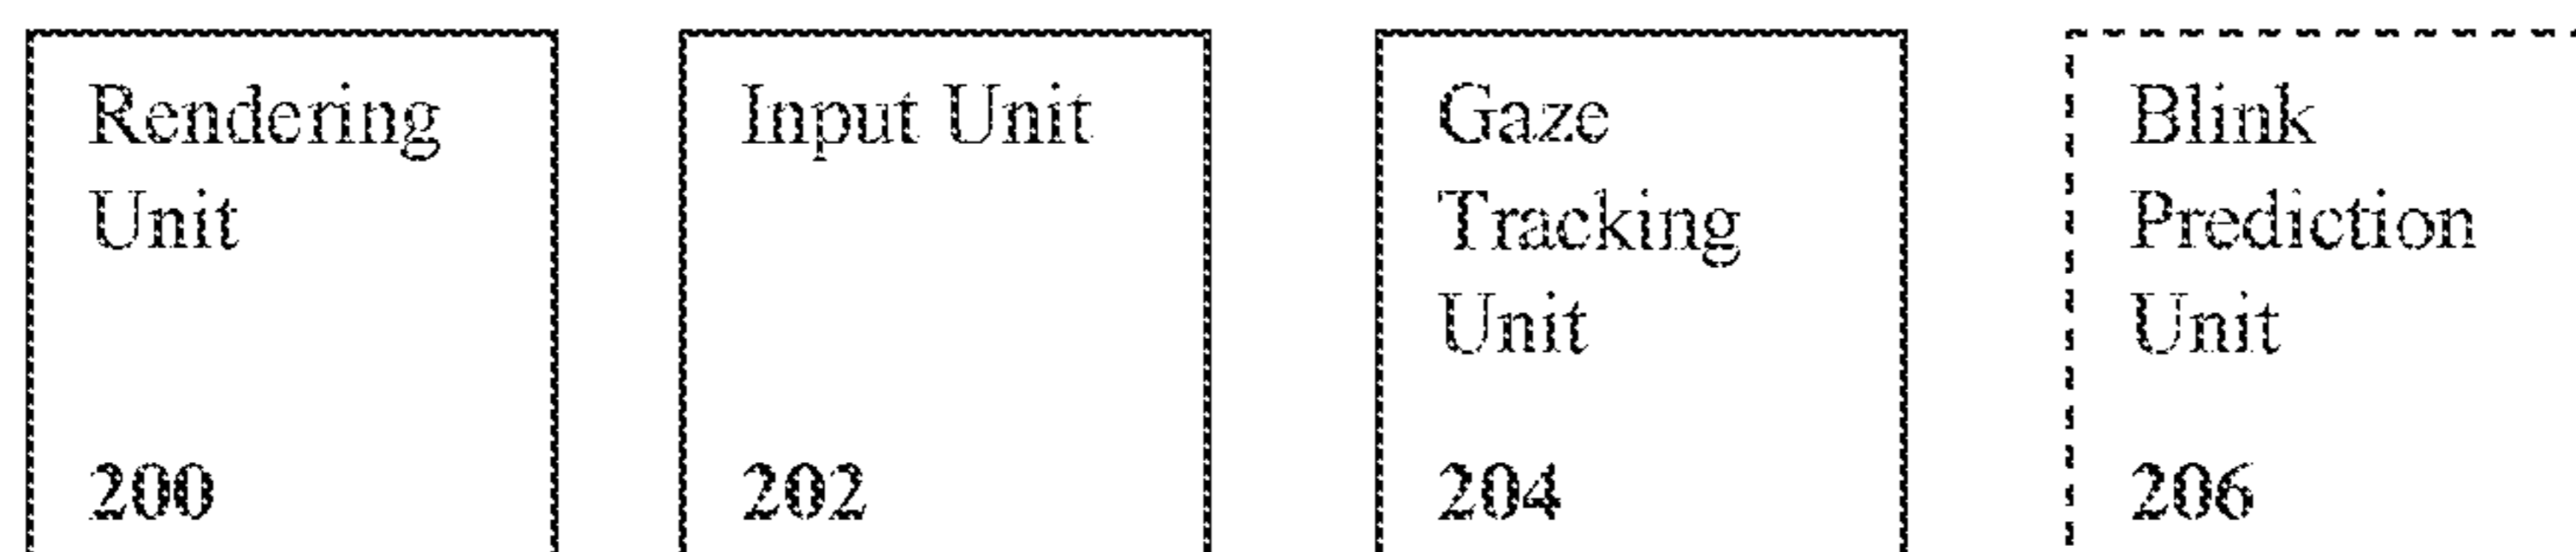 Rendering
Unit
200
Input Unit
202
Gaze
Tracking
Unit
204
Blink
Prediction
Unit
206